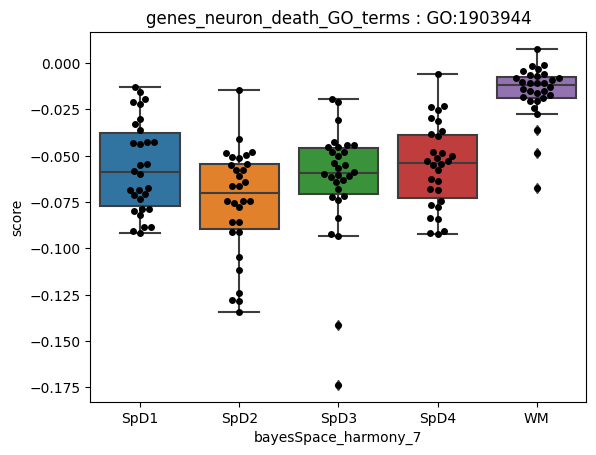 genes_neuron_death_GO_terms : GO:1903944
0.000
−0.025
−0.050
−0.075
−0.100
−0.125
−0.150
−0.175
score
SpD1 SpD2 SpD3 SpD4 WM
bayesSpace_harmony_7